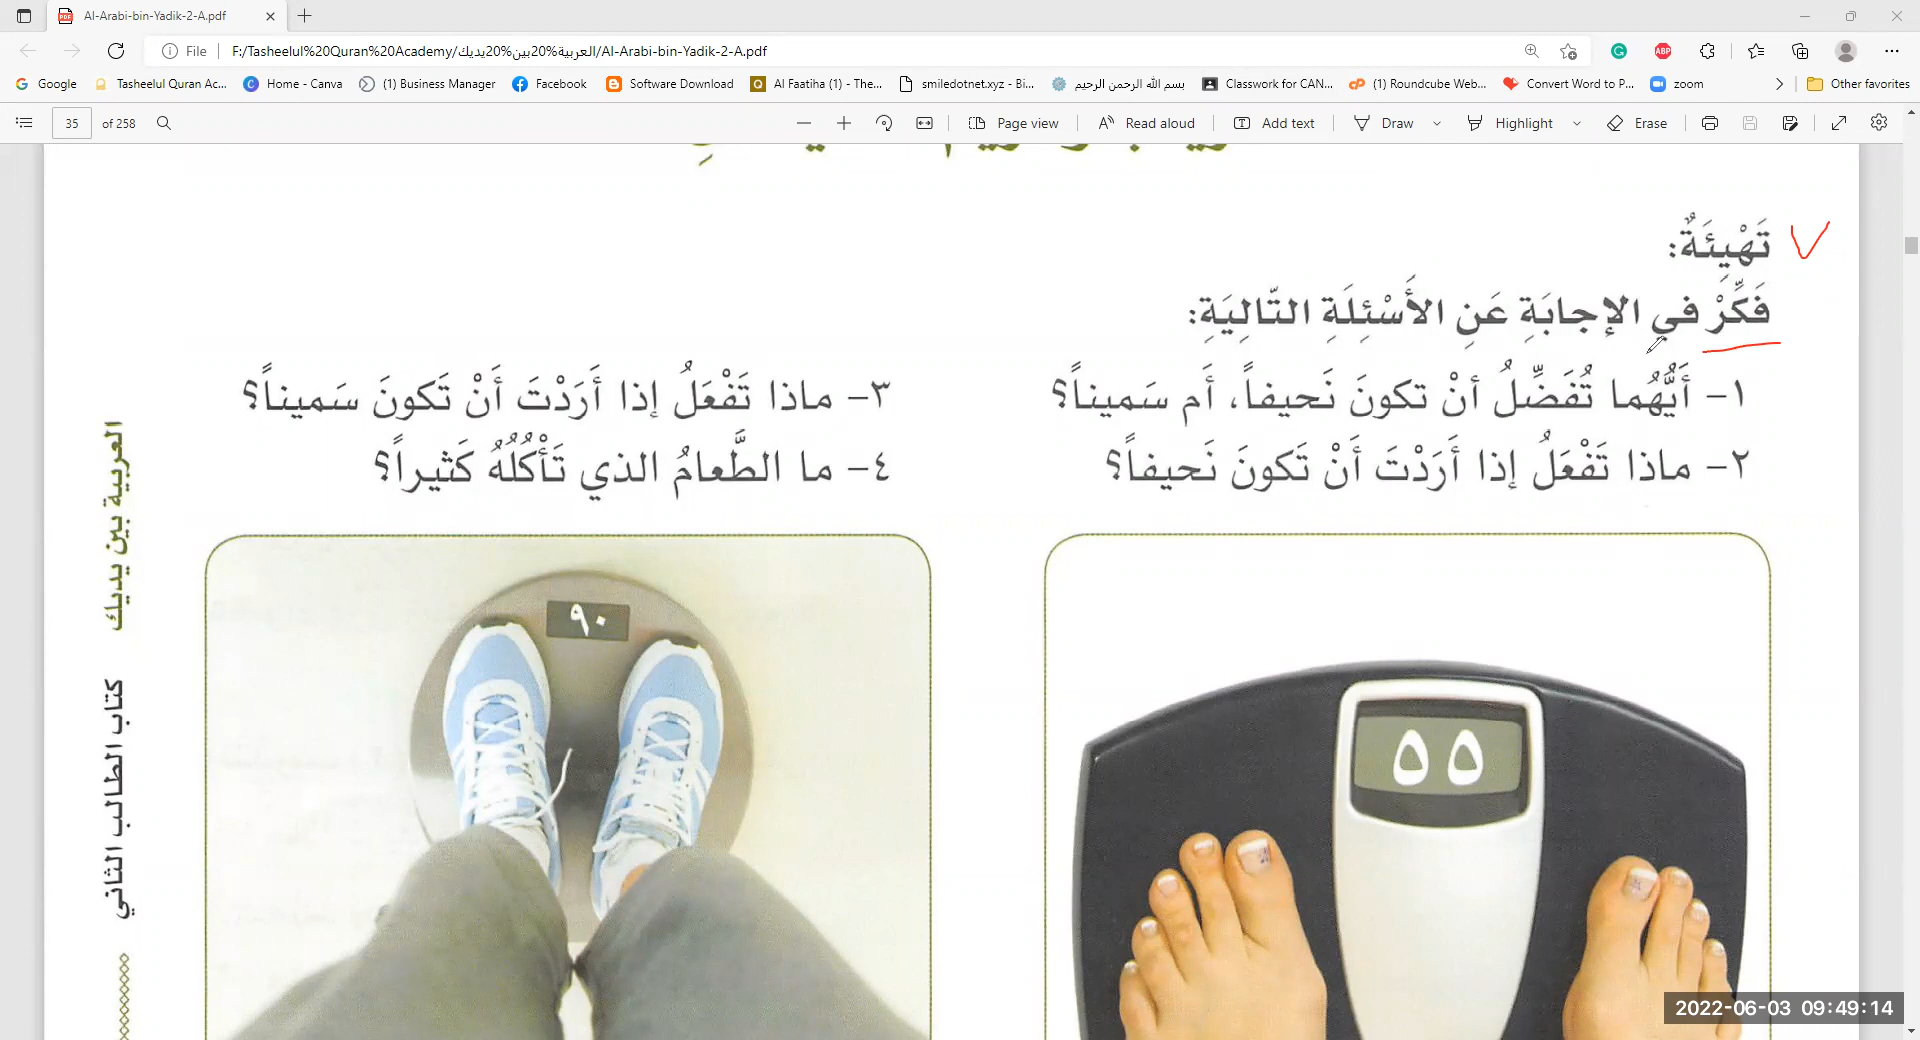 Al-Arabi-bin-Yadik-2-A.pdf
File F:/Tasheelul%20Quran%20Academy/العربية%20بين%20يديك/Al-Arabi-bin-Yadik-2-A.pdf
ABP
Google Tasheelul Quran Ac... Home - Canva (1) Business Manager Facebook Software Download Al Faatiha (1) - The... smiledotnet.xyz - Bi... بسم الله الرحمن الرحيم Classwork for CAN... (1) Roundcube Web... Convert Word to P... zoom Other favorites
35 of 258 Page view Read aloud Add text Draw Highlight Erase
تَهْيِئَةٌ:
فَكِّرْ في الإجابَةِ عَنِ الأَسْئِلَةِ التّالِيَةِ:
١- أَيُّهُما تُفَضِّلُ أنْ تكونَ نَحيفاً، أَم سَميناً؟
٢- ماذا تَفْعَلُ إذا أَرَدْتَ أَنْ تَكونَ نَحيفاً؟
٣- ماذا تَفْعَلُ إذا أَرَدْتَ أَنْ تَكونَ سَميناً؟
٤- ما الطَّعامُ الذي تَأْكُلُهُ كَثيراً؟
٩٠
٥٥
العربية بين يديك
كتاب الطالب الثاني
2022-06-03 09:49:14